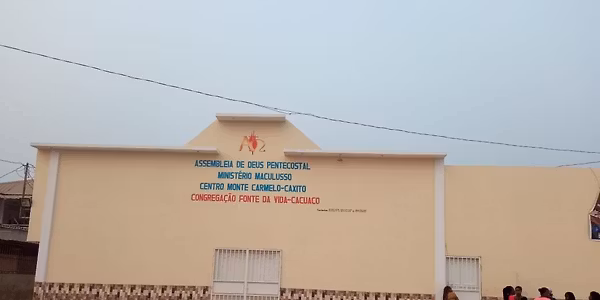 ASSEMBLEIA DE DEUS PENTECOSTAL
MINISTÉRIO MACULUSSO
CENTRO MONTE CARMELO-CAXITO
CONGREGAÇÃO FONTE DA VIDA-CACUACO